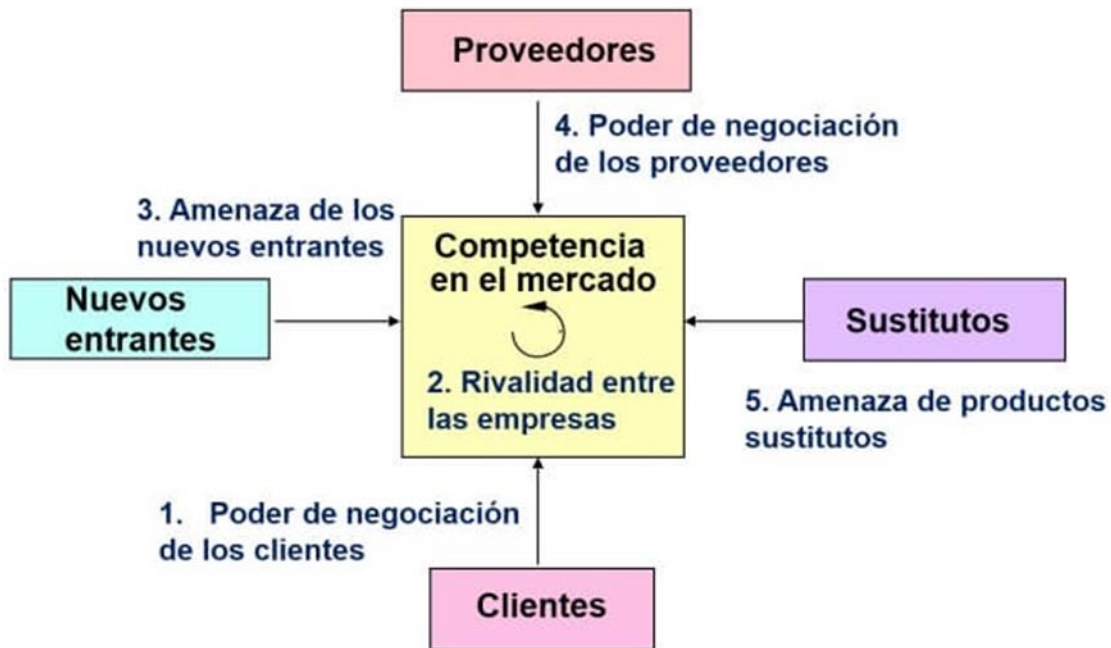 Proveedores
4. Poder de negociación
de los proveedores
3. Amenaza de los
nuevos entrantes
Competencia
en el mercado
Nuevos
entrantes
Sustitutos
2. Rivalidad entre
las empresas
5. Amenaza de productos
sustitutos
1. Poder de negociación
de los clientes
Clientes